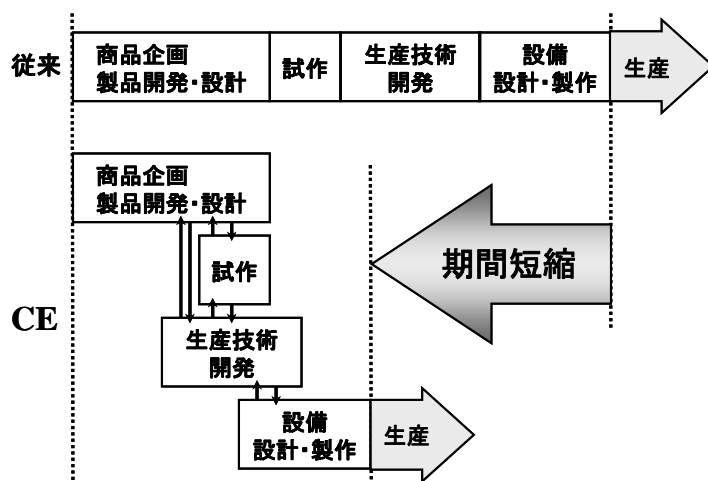 従来
商品企画
製品開発・設計
試作
生産技術
開発
設備
設計・製作
生産
CE
商品企画
製品開発・設計
試作
生産技術
開発
設備
設計・製作
生産
期間短縮